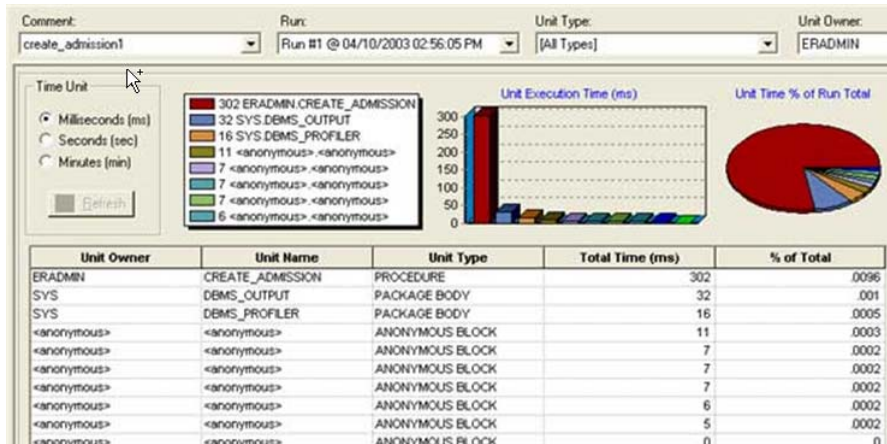 Comment: Run: Unit Type: Unit Owner:
create_admission1 Run #1 @ 04/10/2003 02:56:05 PM [All Types] ERADMIN
Time Unit
Milliseconds (ms)
Seconds (sec)
Minutes (min)
Refresh
302 ERADMIN.CREATE_ADMISSION
32 SYS.DBMS_OUTPUT
16 SYS.DBMS_PROFILER
11 <anonymous>.<anonymous>
7 <anonymous>.<anonymous>
7 <anonymous>.<anonymous>
7 <anonymous>.<anonymous>
6 <anonymous>.<anonymous>
Unit Execution Time (ms)
300
250
200
150
100
50
0
Unit Time % of Run Total
Unit Owner Unit Name Unit Type Total Time (ms) % of Total
ERADMIN CREATE_ADMISSION PROCEDURE 302 .0096
SYS DBMS_OUTPUT PACKAGE BODY 32 .001
SYS DBMS_PROFILER PACKAGE BODY 16 .0005
<anonymous> <anonymous> ANONYMOUS BLOCK 11 .0003
<anonymous> <anonymous> ANONYMOUS BLOCK 7 .0002
<anonymous> <anonymous> ANONYMOUS BLOCK 7 .0002
<anonymous> <anonymous> ANONYMOUS BLOCK 7 .0002
<anonymous> <anonymous> ANONYMOUS BLOCK 6 .0002
<anonymous> <anonymous> ANONYMOUS BLOCK 5 .0002
<anonymous> <anonymous> ANONYMOUS BLOCK 0 0